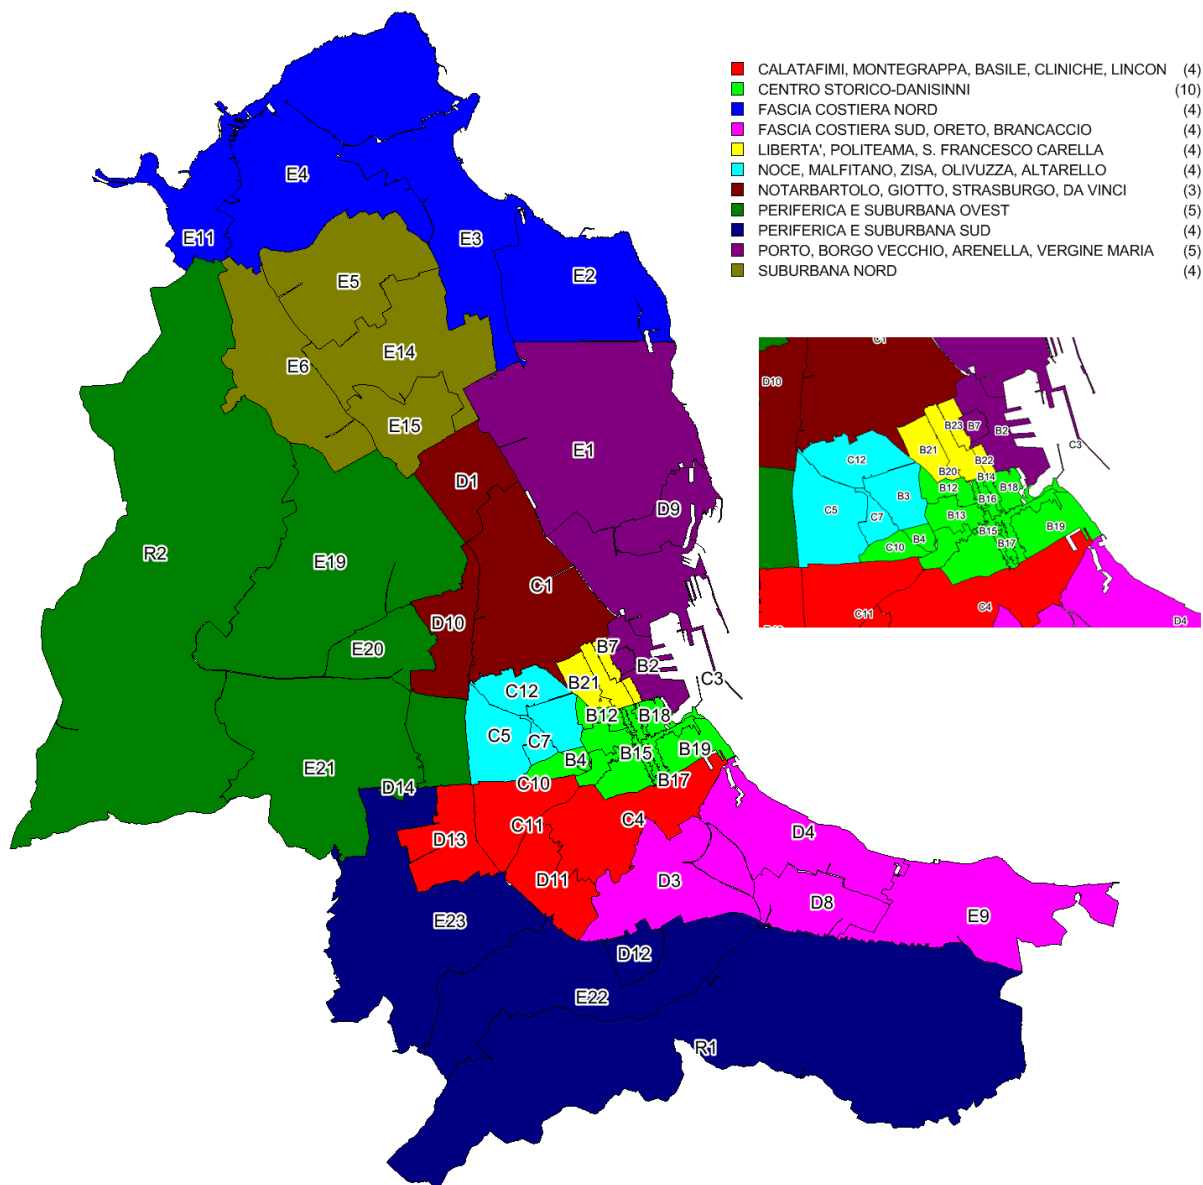 CALATAFIMI, MONTEGRAPPA, BASILE, CLINICHE, LINCON (4)
CENTRO STORICO-DANISINNI (10)
FASCIA COSTIERA NORD (4)
FASCIA COSTIERA SUD, ORETO, BRANCACCIO (4)
LIBERTA', POLITEAMA, S. FRANCESCO CARELLA (4)
NOCE, MALFITANO, ZISA, OLIVUZZA, ALTARELLO (4)
NOTARBARTOLO, GIOTTO, STRASBURGO, DA VINCI (3)
PERIFERICA E SUBURBANA OVEST (5)
PERIFERICA E SUBURBANA SUD (4)
PORTO, BORGO VECCHIO, ARENELLA, VERGINE MARIA (5)
SUBURBANA NORD (4)
E4
E11
E3
E2
E5
E14
E6
E15
E1
D1
D9
R2
E19
C1
D10
E20
B7
B2
C3
C12
B21
B12
B18
C5
C7
B15
B19
B4
E21
C10
B17
D14
C11
C4
D13
D4
D11
D3
D8
E9
E23
D12
E22
R1
C1
D10
B23
B7
B2
B21
C3
C12
B22
B20
B14
B12
B18
B3
B16
C5
C7
B13
B15
B19
B4
C10
B17
C11
C4
D4